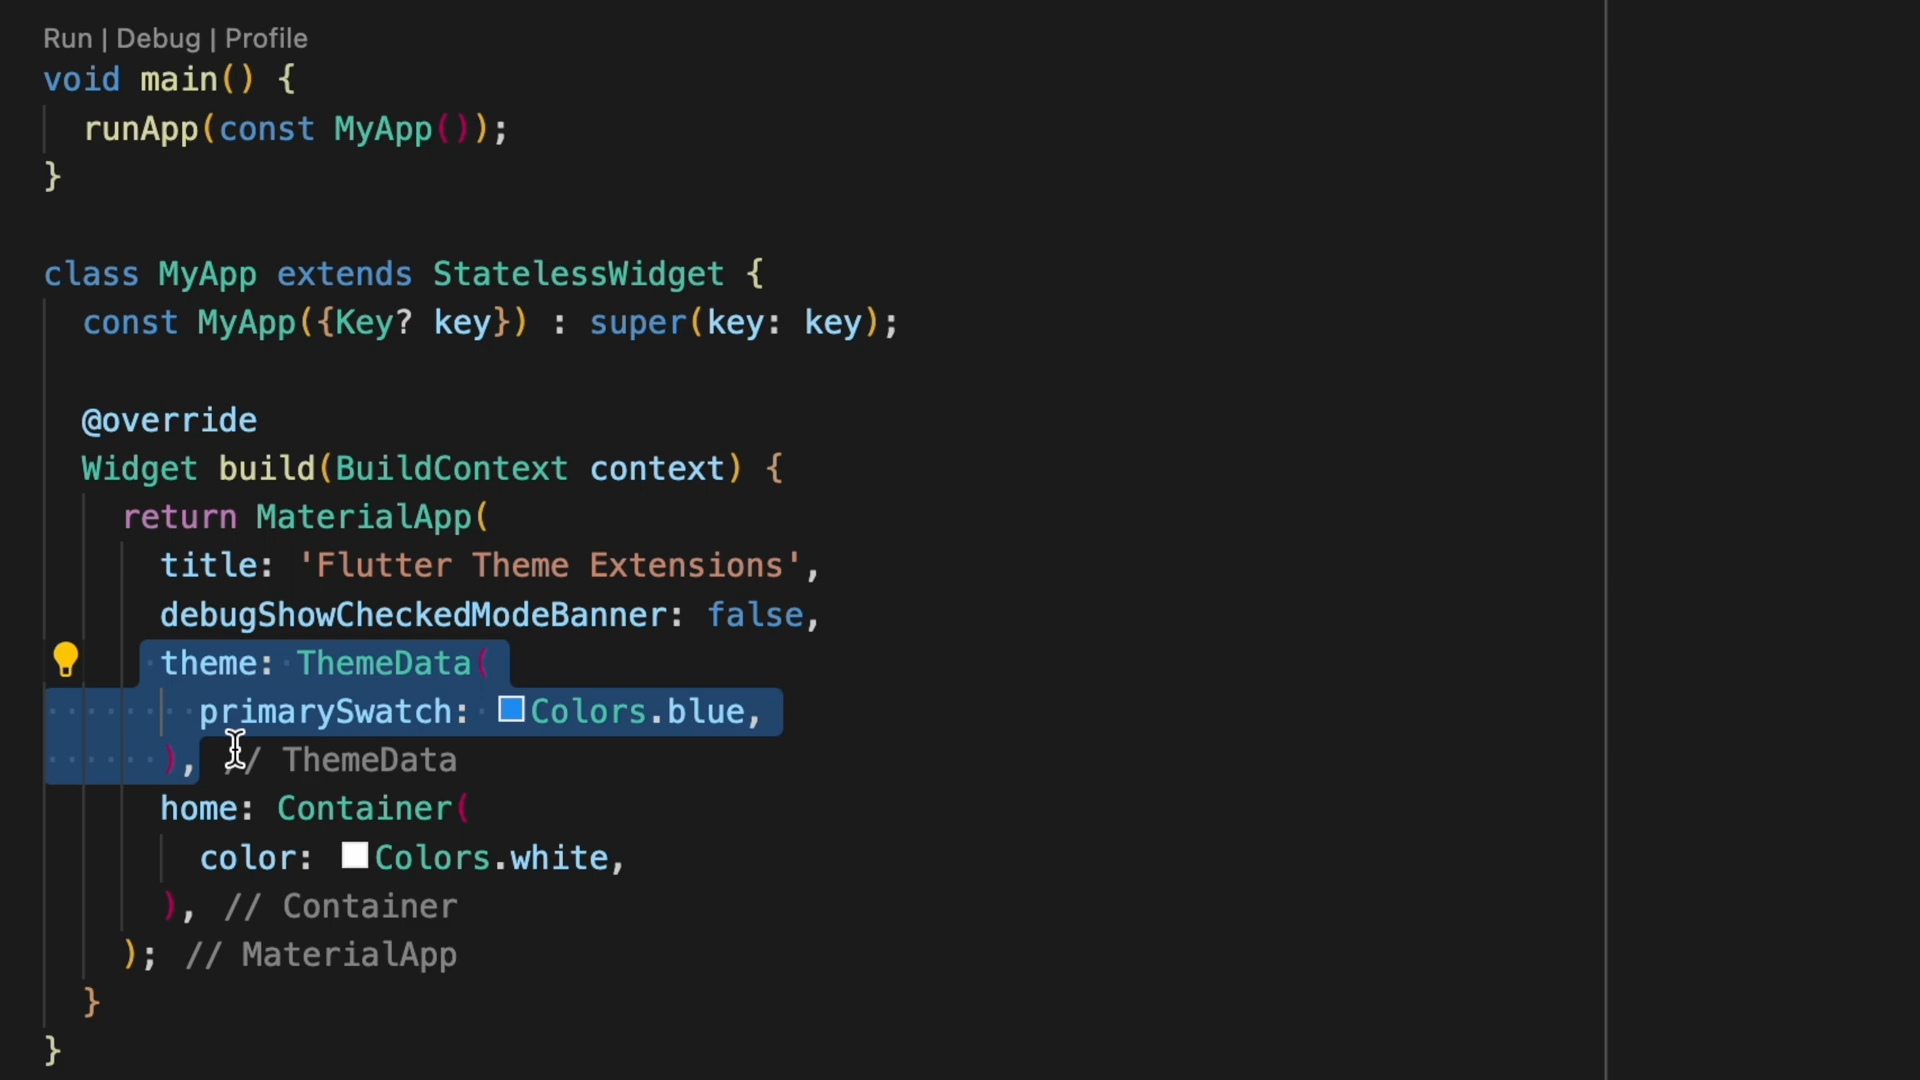 Run | Debug | Profile
void main() {
  runApp(const MyApp());
}
class MyApp extends StatelessWidget {
  const MyApp({Key? key}) : super(key: key);
  @override
  Widget build(BuildContext context) {
    return MaterialApp(
      title: 'Flutter Theme Extensions',
      debugShowCheckedModeBanner: false,
      theme: ThemeData(
        primarySwatch: Colors.blue,
      ), // ThemeData
      home: Container(
        color: Colors.white,
      ), // Container
    ); // MaterialApp
  }
}